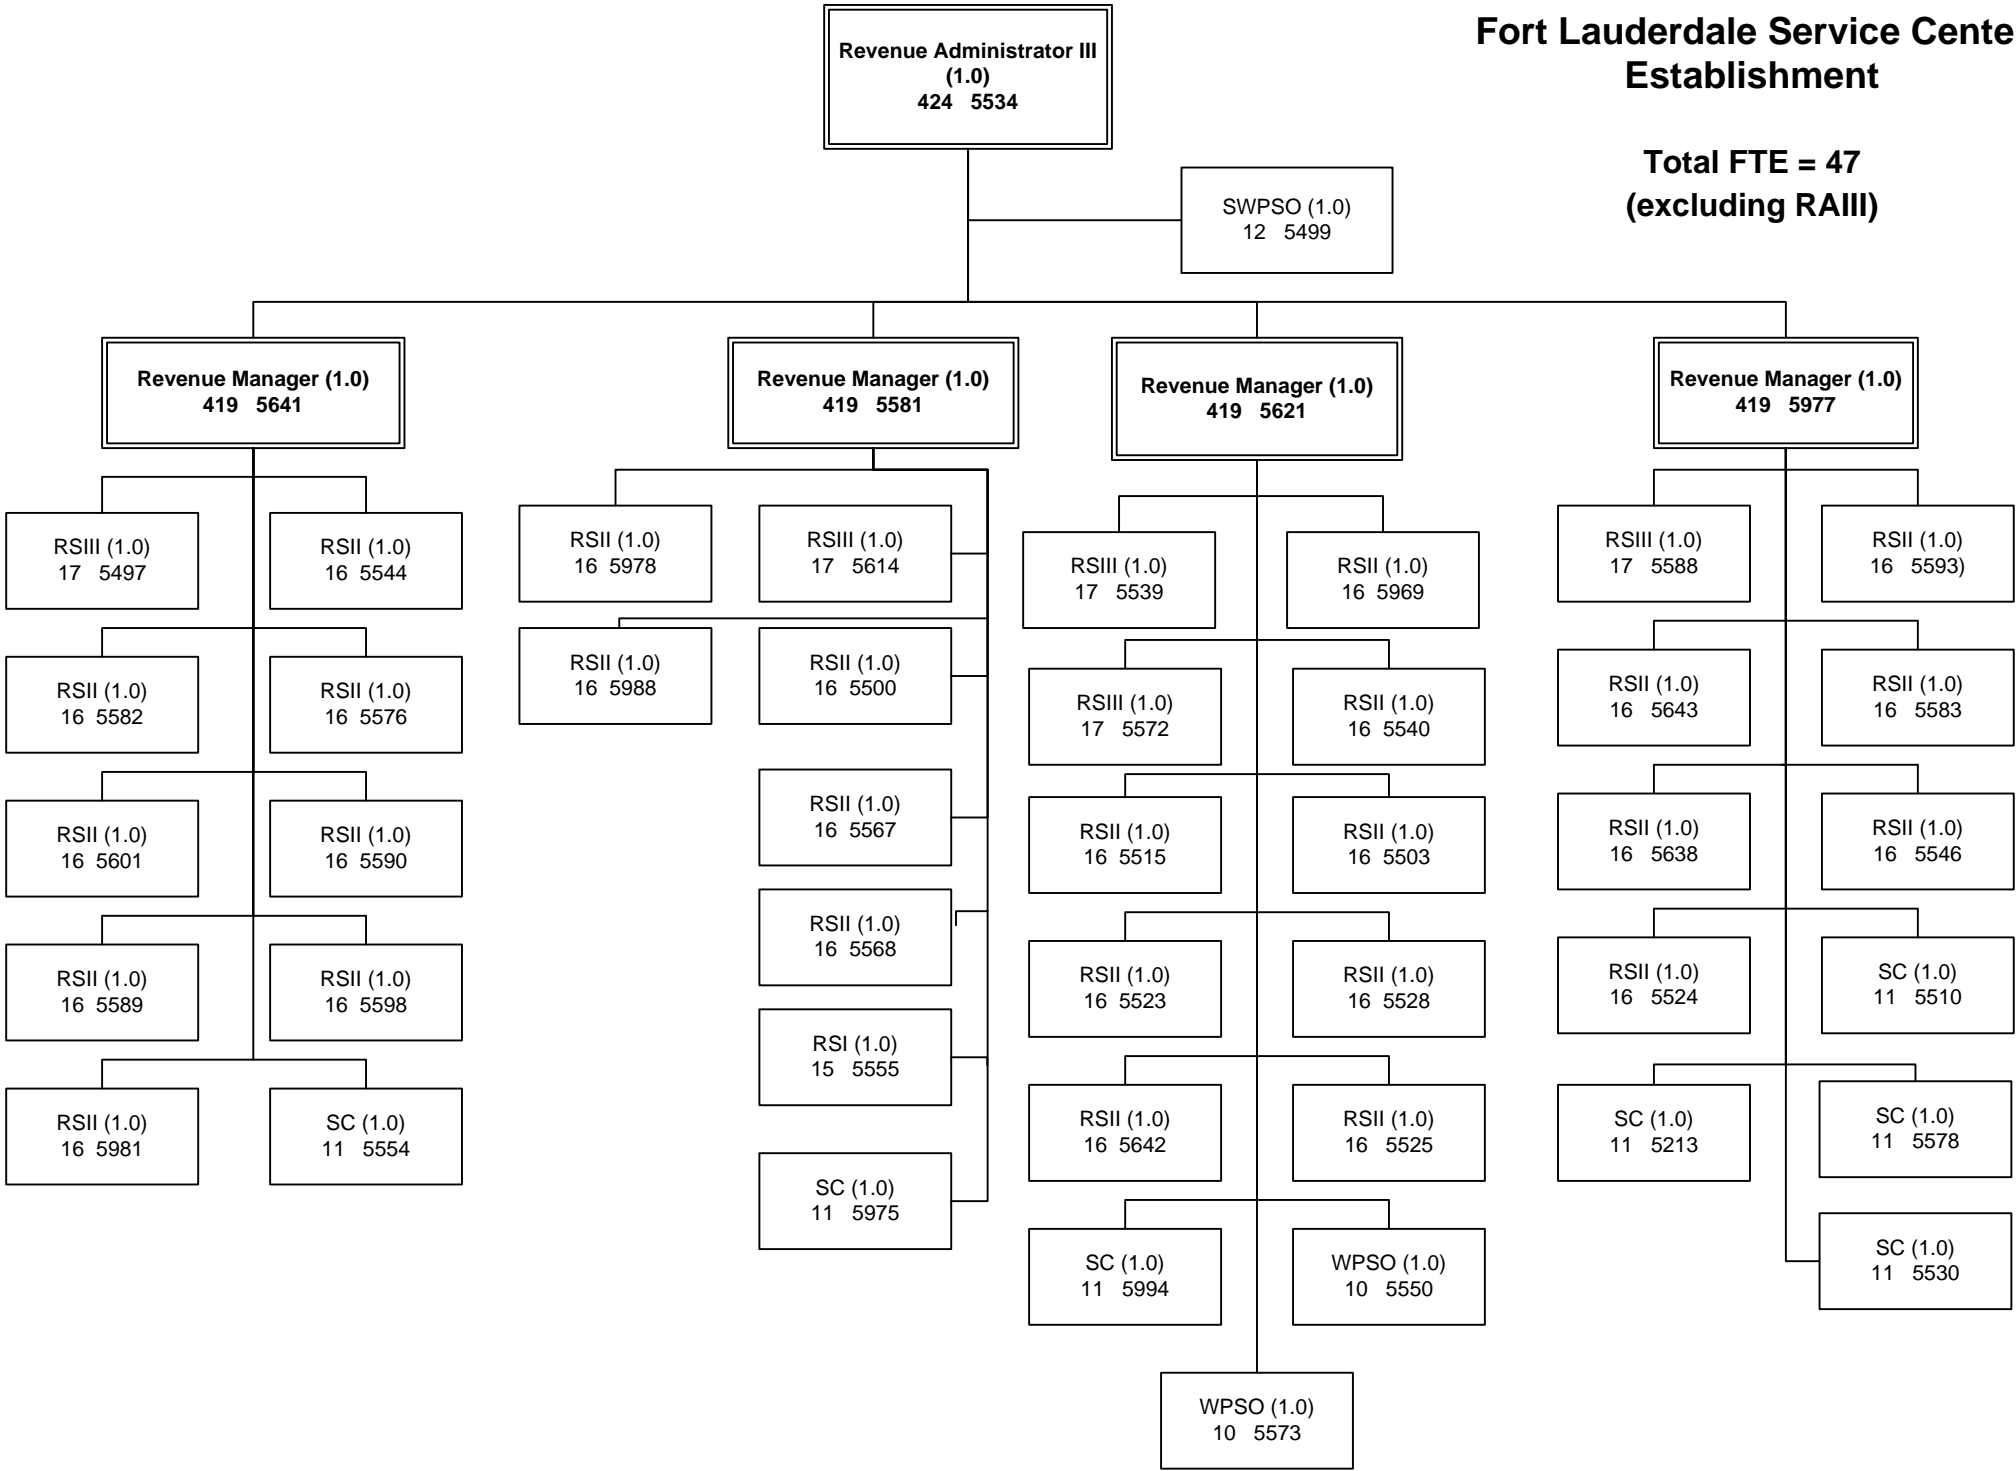 Revenue Administrator III
(1.0)
424 5534
Fort Lauderdale Service Cente
Establishment
Total FTE = 47
(excluding RAIII)
SWPSO (1.0)
12 5499
Revenue Manager (1.0)
419 5641
Revenue Manager (1.0)
419 5581
Revenue Manager (1.0)
419 5621
Revenue Manager (1.0)
419 5977
RSIII (1.0)
17 5497
RSII (1.0)
16 5544
RSII (1.0)
16 5582
RSII (1.0)
16 5576
RSII (1.0)
16 5601
RSII (1.0)
16 5590
RSII (1.0)
16 5589
RSII (1.0)
16 5598
RSII (1.0)
16 5981
SC (1.0)
11 5554
RSII (1.0)
16 5978
RSIII (1.0)
17 5614
RSII (1.0)
16 5988
RSII (1.0)
16 5500
RSII (1.0)
16 5567
RSII (1.0)
16 5568
RSI (1.0)
15 5555
SC (1.0)
11 5975
RSIII (1.0)
17 5539
RSII (1.0)
16 5969
RSIII (1.0)
17 5572
RSII (1.0)
16 5540
RSII (1.0)
16 5515
RSII (1.0)
16 5503
RSII (1.0)
16 5523
RSII (1.0)
16 5528
RSII (1.0)
16 5642
RSII (1.0)
16 5525
SC (1.0)
11 5994
WPSO (1.0)
10 5550
WPSO (1.0)
10 5573
RSIII (1.0)
17 5588
RSII (1.0)
16 5593)
RSII (1.0)
16 5643
RSII (1.0)
16 5583
RSII (1.0)
16 5638
RSII (1.0)
16 5546
RSII (1.0)
16 5524
SC (1.0)
11 5510
SC (1.0)
11 5213
SC (1.0)
11 5578
SC (1.0)
11 5530